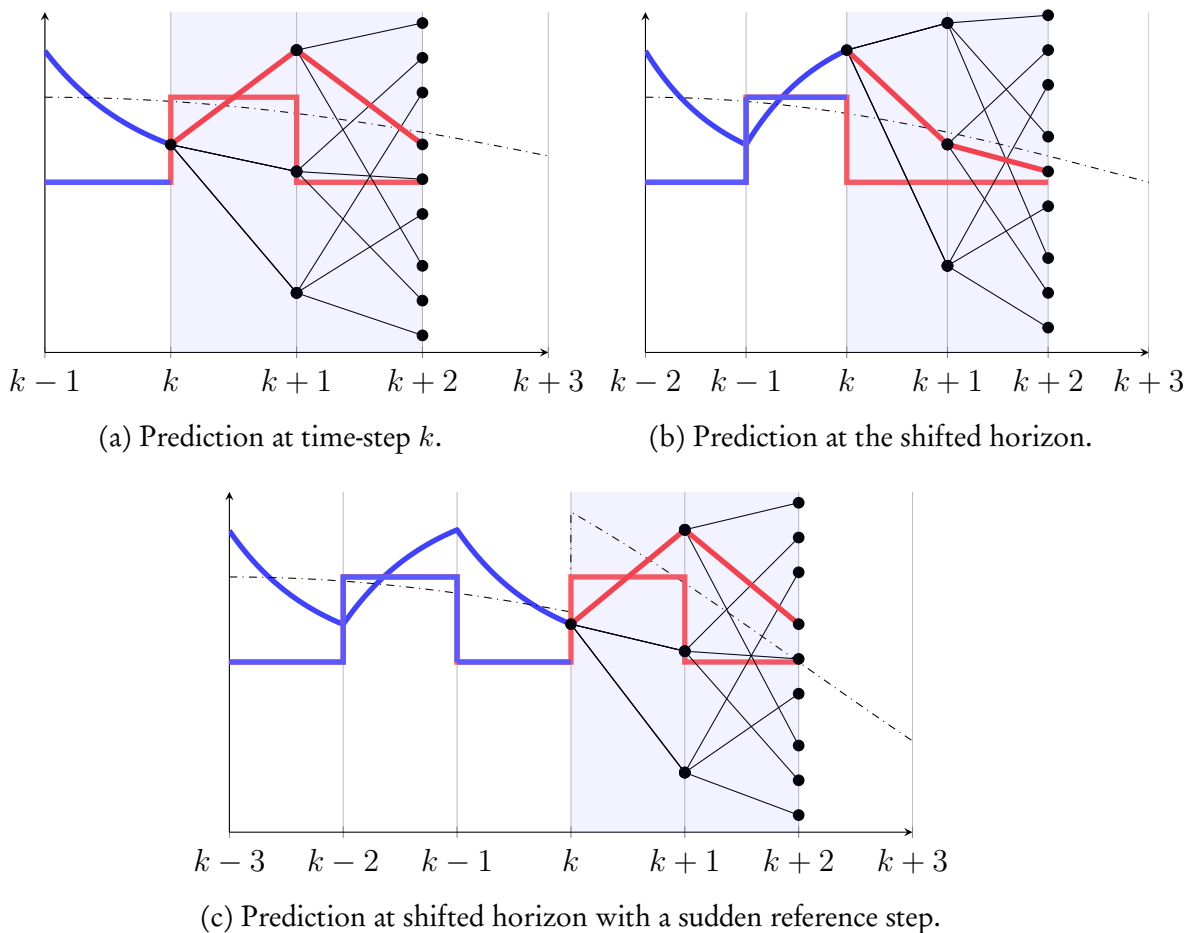 k − 1 k k + 1 k + 2 k + 3
(a) Prediction at time-step k.
k − 2 k − 1 k k + 1 k + 2 k + 3
(b) Prediction at the shifted horizon.
k − 3 k − 2 k − 1 k k + 1 k + 2 k + 3
(c) Prediction at shifted horizon with a sudden reference step.